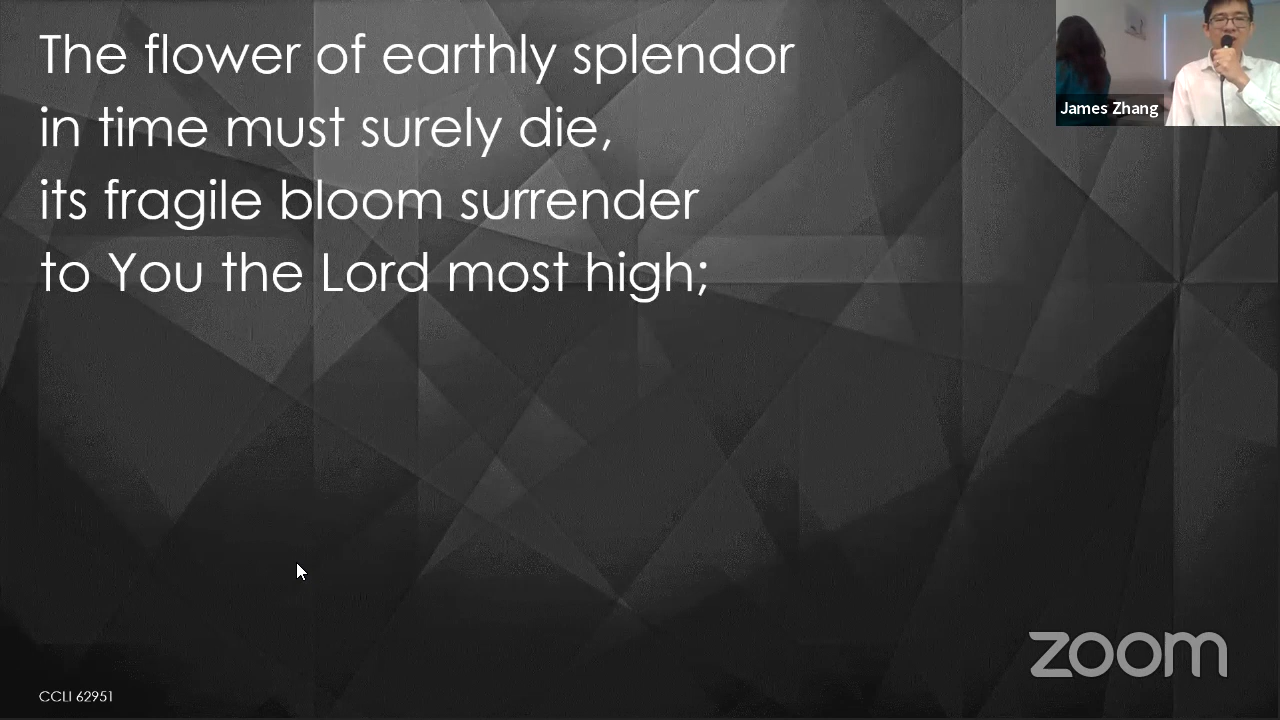 The flower of earthly splendor
in time must surely die,
its fragile bloom surrender
to You the Lord most high;
James Zhang
zoom
CCLI 62951